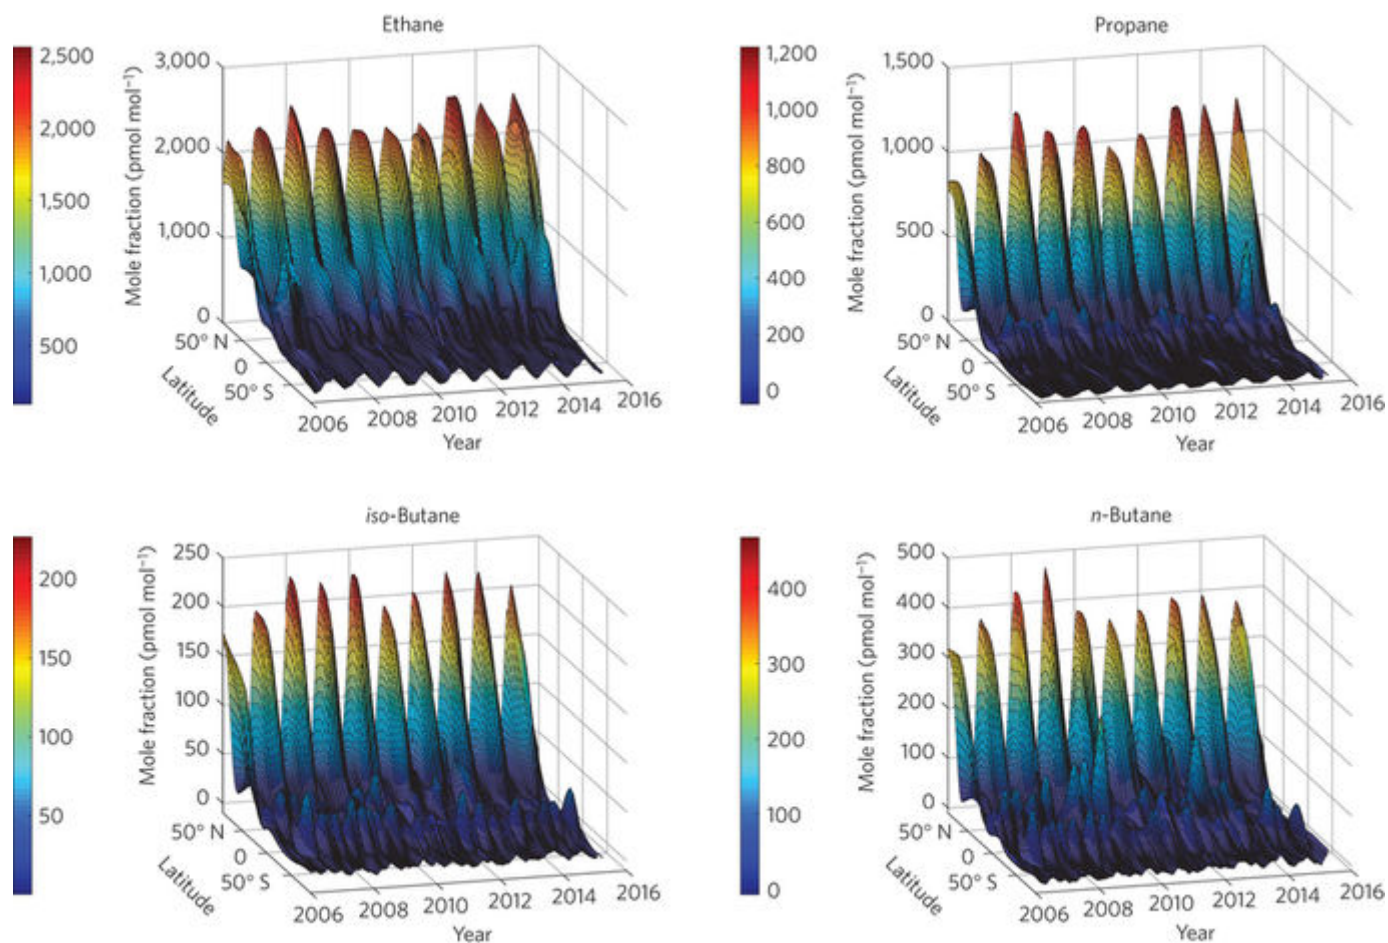 Ethane
2,500
2,000
1,500
1,000
500
Mole fraction (pmol mol⁻¹)
3,000
2,000
1,000
0
50° N
0
50° S
Latitude
2006
2008
2010
2012
2014
2016
Year
Propane
1,200
1,000
800
600
400
200
0
Mole fraction (pmol mol⁻¹)
1,500
1,000
500
0
50° N
0
50° S
Latitude
2006
2008
2010
2012
2014
2016
Year
iso-Butane
200
150
100
50
Mole fraction (pmol mol⁻¹)
250
200
150
100
50
0
50° N
0
50° S
Latitude
2006
2008
2010
2012
2014
2016
Year
n-Butane
400
300
200
100
0
Mole fraction (pmol mol⁻¹)
500
400
300
200
100
0
50° N
0
50° S
Latitude
2006
2008
2010
2012
2014
2016
Year